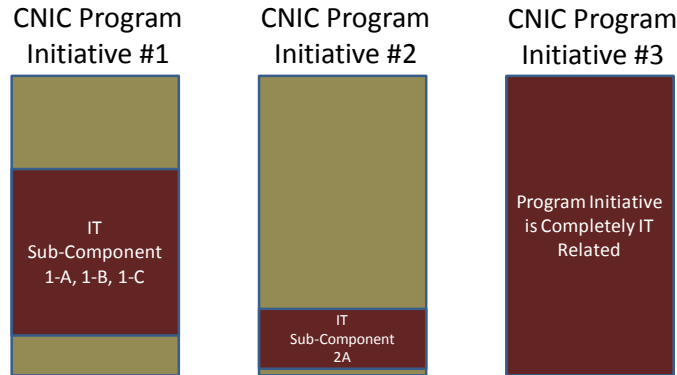 CNIC Program
Initiative #1
CNIC Program
Initiative #2
CNIC Program
Initiative #3
IT
Sub-Component
1-A, 1-B, 1-C
IT
Sub-Component
2A
Program Initiative
is Completely IT
Related